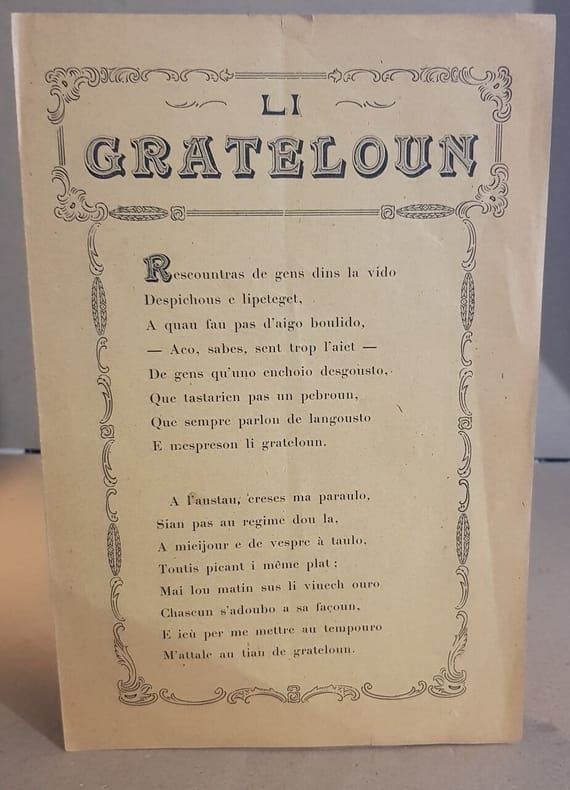 LI
GRATELOUN
Rescountras de gens dins la vido
Despichous e lipeteget,
A quau fau pas d'aigo boulido,
— Aco, sabes, sent trop l'aiet —
De gens qu'uno enchoio desgousto,
Que tastarien pas un pebroun,
Que sempre parlon de langousto
E mespreson li grateloun.
A l'austau, creses ma paraulo,
Sian pas au regime dou la,
A miejour e de vespre à taulo,
Toutis picant i même plat ;
Mai lou matin sus li viuech ouro
Chascun s'adoubo a sa façoun,
E ieù per me mettre au tempouro
M'attale au tian de grateloun.